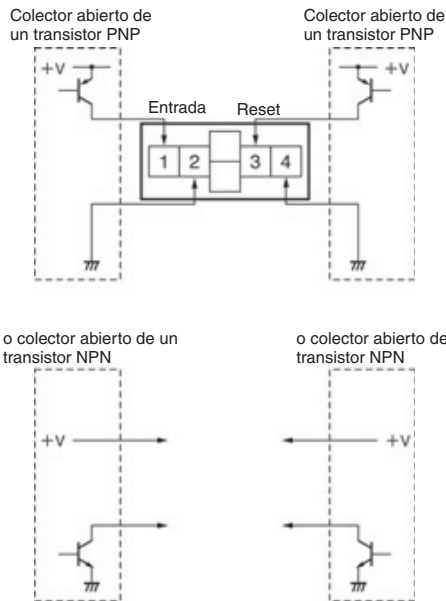 Colector abierto de
un transistor PNP
Colector abierto de
un transistor PNP
+V
+V
Entrada
Reset
1 2 3 4
o colector abierto de un
transistor NPN
o colector abierto de
transistor NPN
+V
+V